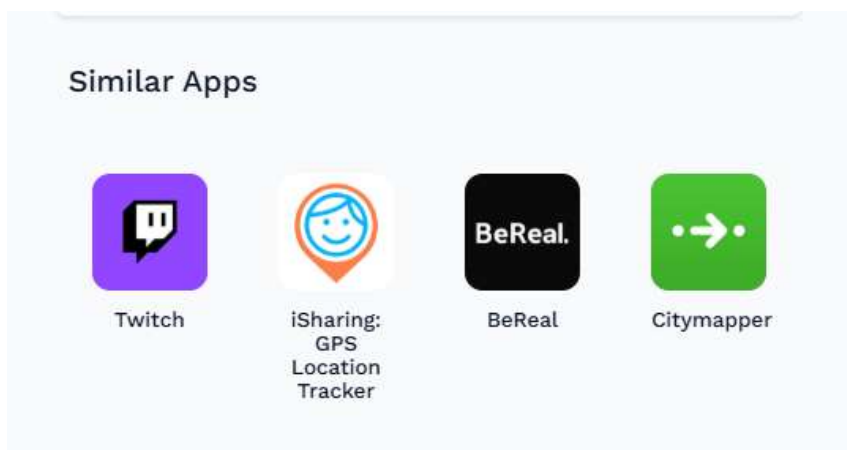 Similar Apps
BeReal.
Twitch
iSharing:
GPS
Location
Tracker
BeReal
Citymapper